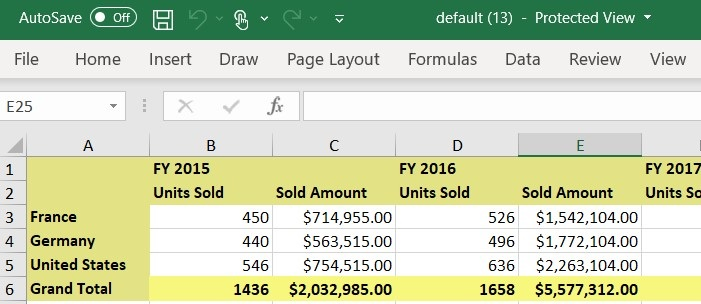 AutoSave Off default (13) - Protected View
File Home Insert Draw Page Layout Formulas Data Review View
E25 fx
A B C D E
1 FY 2015 FY 2016 FY 2017
2 Units Sold Sold Amount Units Sold Sold Amount Units So
3 France 450 $714,955.00 526 $1,542,104.00
4 Germany 440 $563,515.00 496 $1,772,104.00
5 United States 546 $754,515.00 636 $2,263,104.00
6 Grand Total 1436 $2,032,985.00 1658 $5,577,312.00